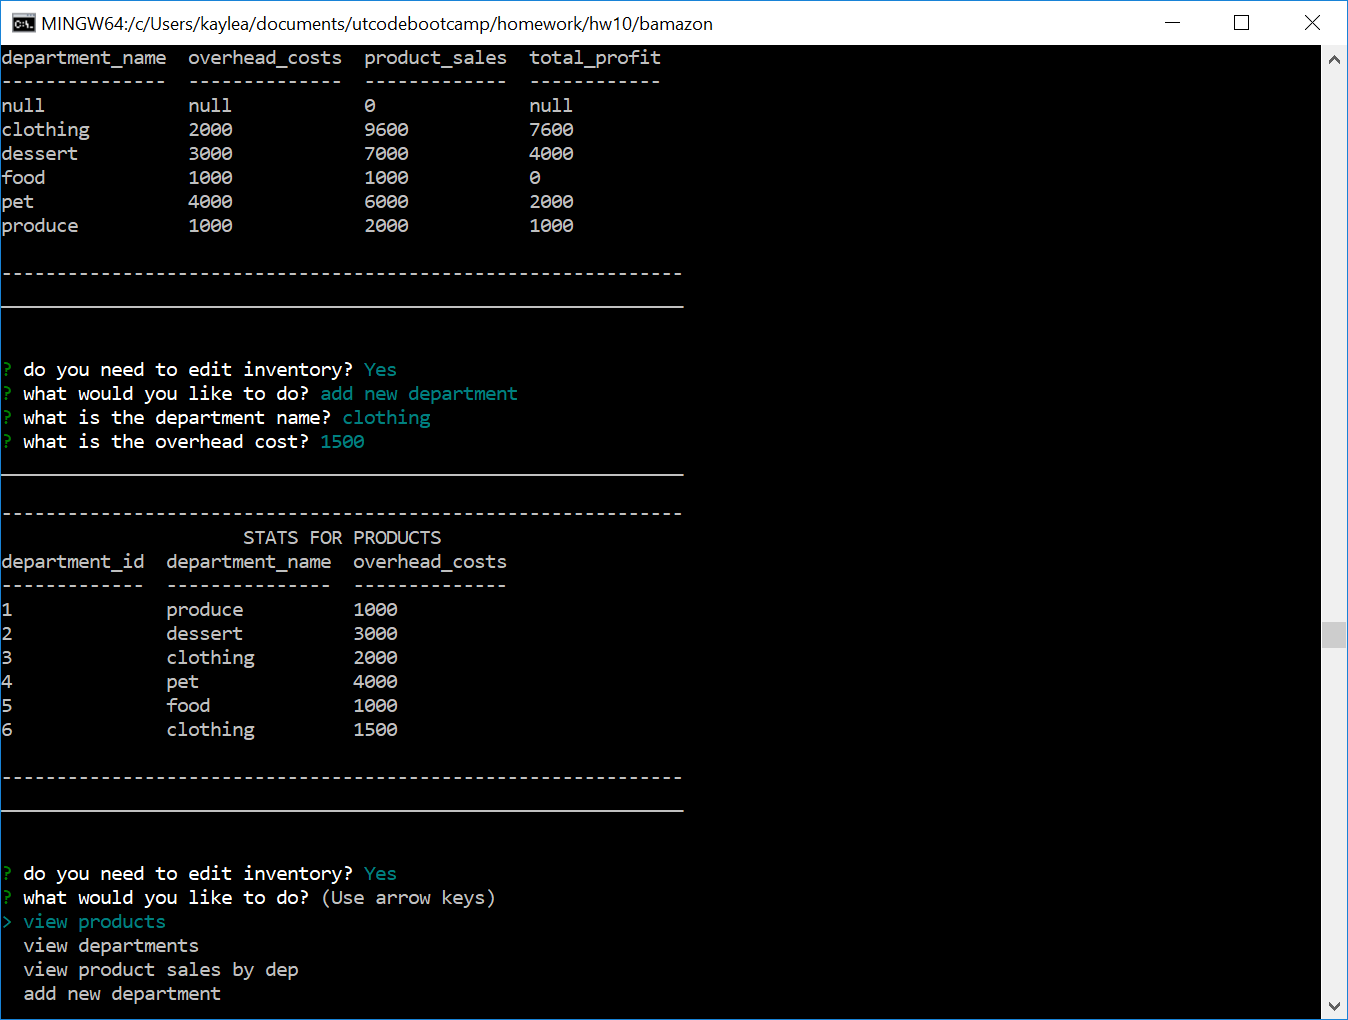 MINGW64:/c/Users/kaylea/documents/utcodebootcamp/homework/hw10/bamazon
department_name  overhead_costs  product_sales  total_profit
---------------  --------------  -------------  ------------
null             null            0              null
clothing         2000            9600           7600
dessert          3000            7000           4000
food             1000            1000           0
pet              4000            6000           2000
produce          1000            2000           1000
--------------------------------------------------------------
? do you need to edit inventory? Yes
? what would you like to do? add new department
? what is the department name? clothing
? what is the overhead cost? 1500
--------------------------------------------------------------
                      STATS FOR PRODUCTS
department_id  department_name  overhead_costs
-------------  ---------------  --------------
1              produce          1000
2              dessert          3000
3              clothing         2000
4              pet              4000
5              food             1000
6              clothing         1500
--------------------------------------------------------------
? do you need to edit inventory? Yes
? what would you like to do? (Use arrow keys)
> view products
  view departments
  view product sales by dep
  add new department